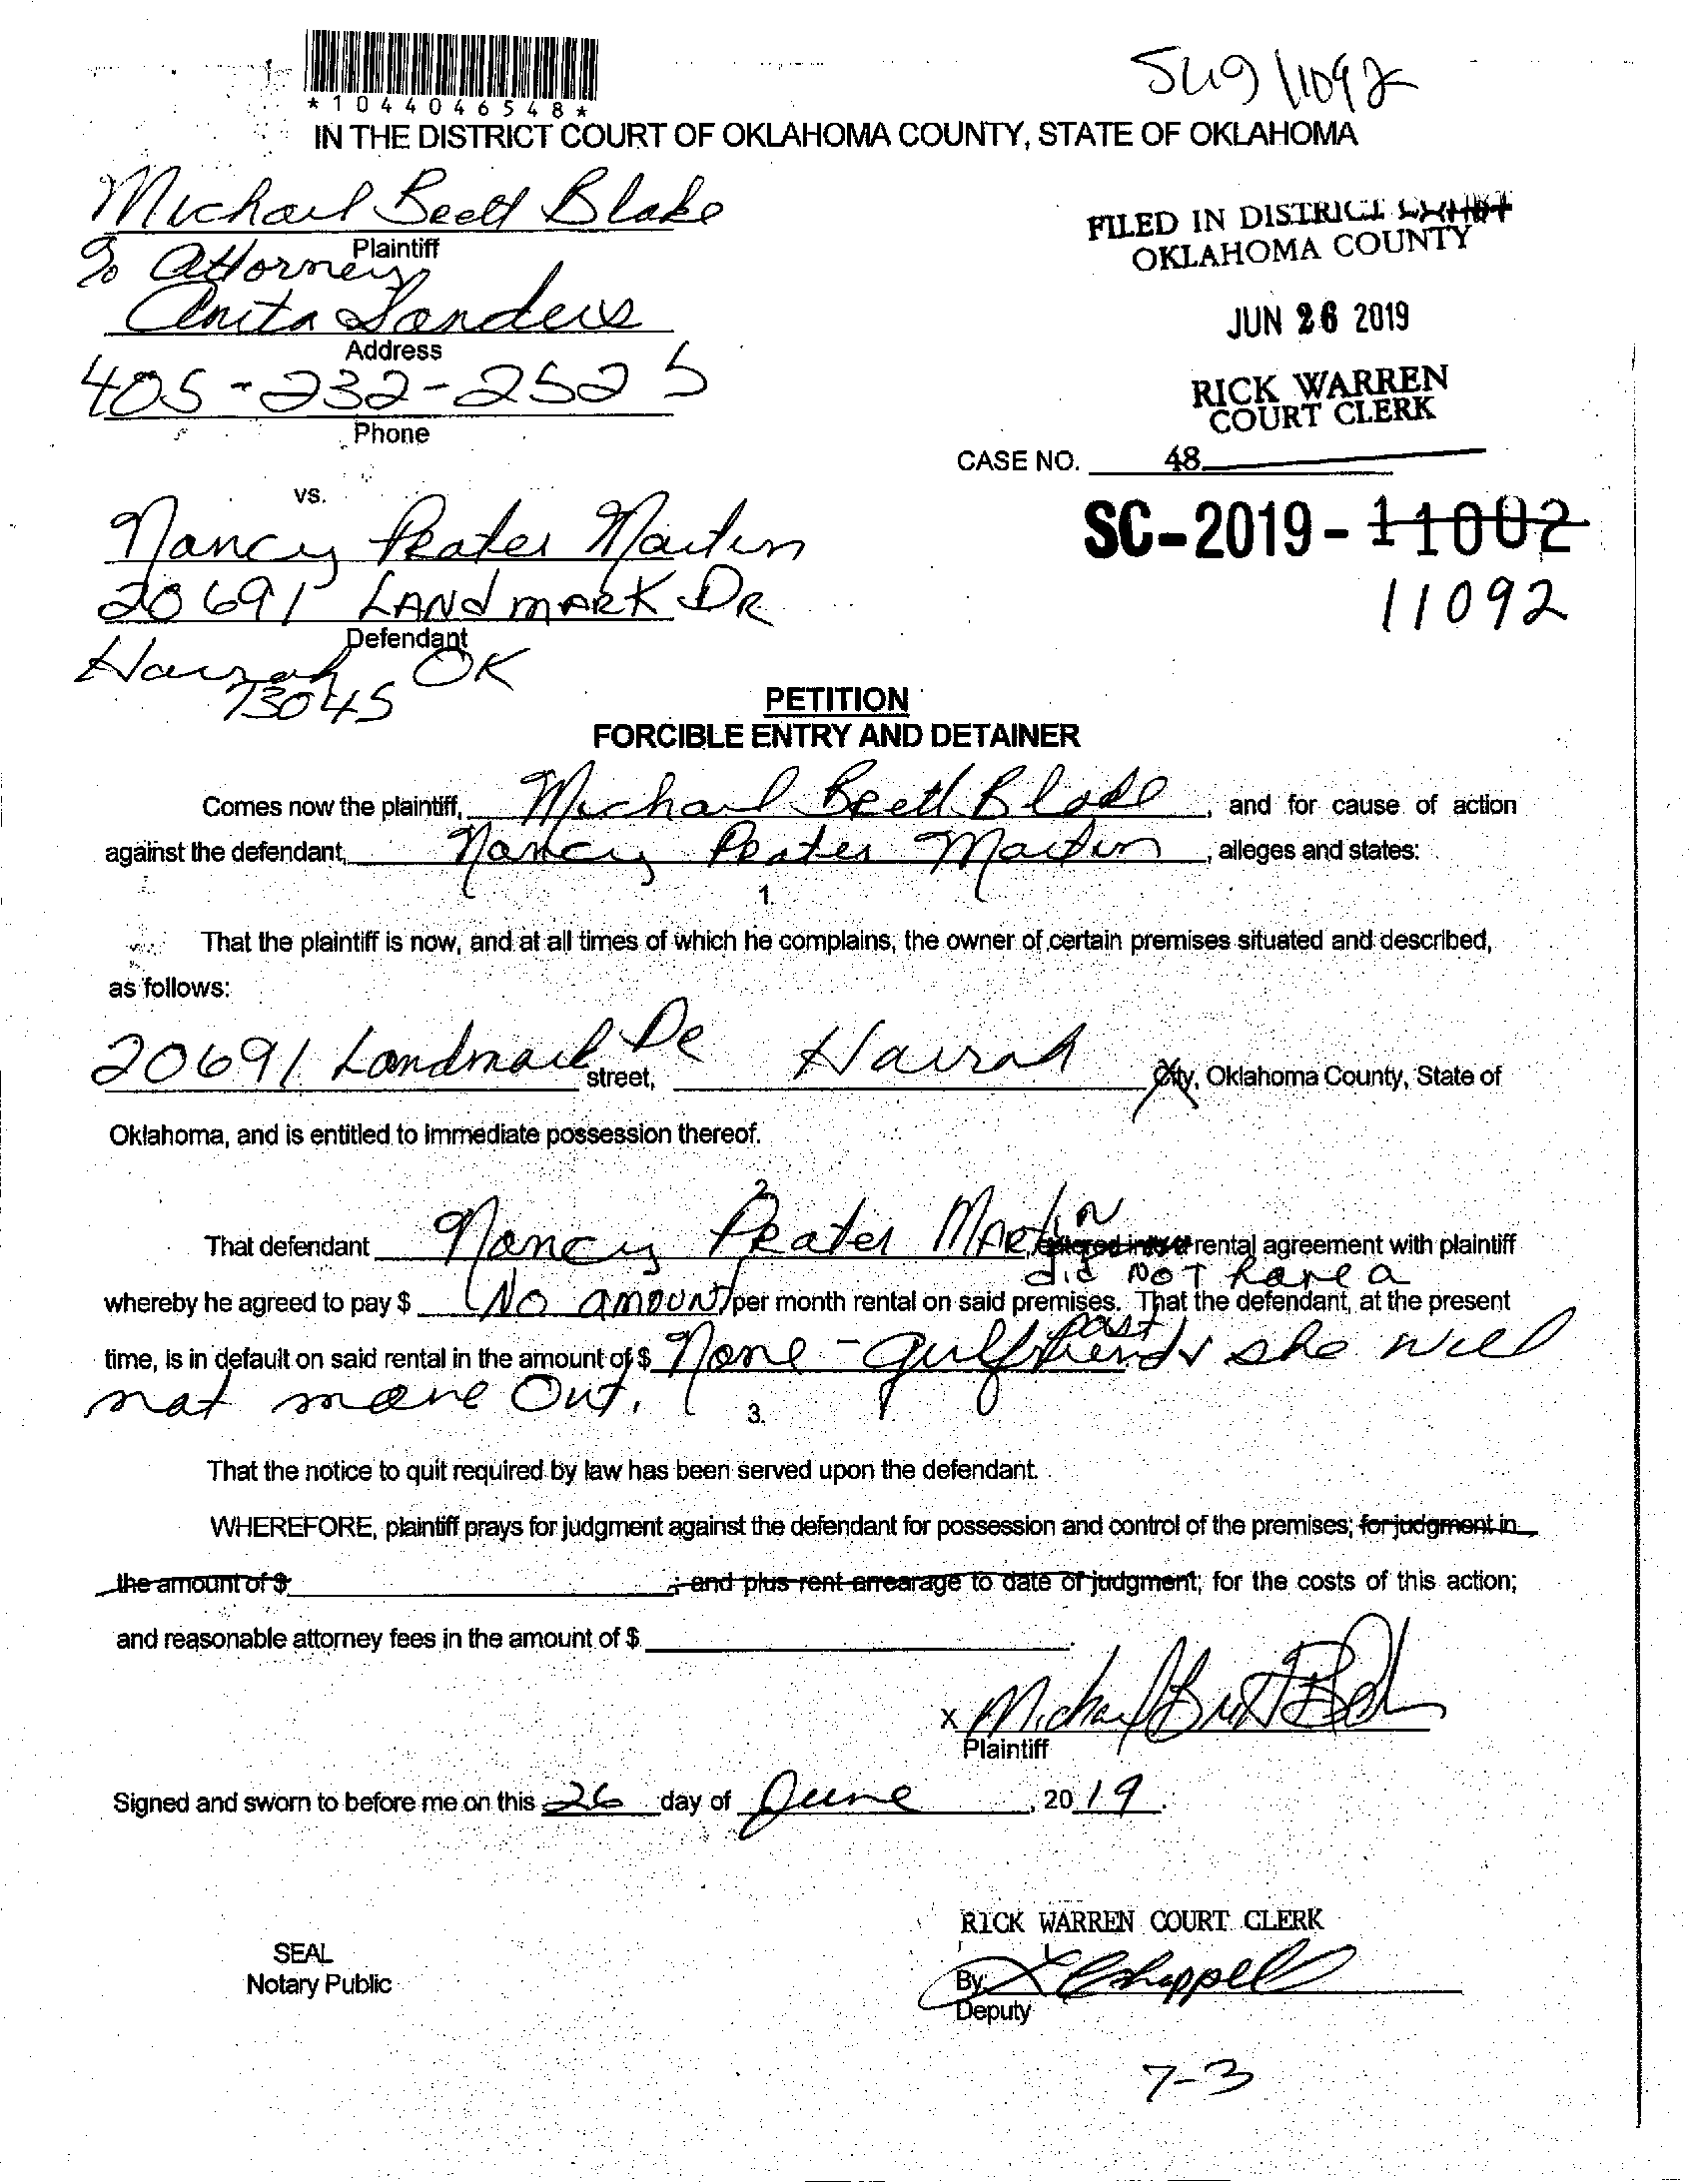 SC19 11092
*1044046548*
IN THE DISTRICT COURT OF OKLAHOMA COUNTY, STATE OF OKLAHOMA
Michael Brett Blake
Plaintiff
% Attorney
Anita Sanders
Address
405-232-2525
Phone
FILED IN DISTRICT COURT
OKLAHOMA COUNTY
JUN 26 2019
RICK WARREN
COURT CLERK
CASE NO. 48
vs.
SC-2019-11002
11092
Nancy Prater Martin
20691 LANDMARK DR
Defendant
Harrah OK
73045
PETITION
FORCIBLE ENTRY AND DETAINER
Comes now the plaintiff, Michael Brett Blake, and for cause of action
against the defendant, Nancy Prater Martin, alleges and states:
1.
That the plaintiff is now, and at all times of which he complains, the owner of certain premises situated and described,
as follows:
20691 Landmark Dr street, Harrah City, Oklahoma County, State of
Oklahoma, and is entitled to immediate possession thereof.
2.
That defendant Nancy Prater Martin, entered into a rental agreement with plaintiff
did NOT have a
whereby he agreed to pay $ No amount per month rental on said premises. That the defendant, at the present
past
time, is in default on said rental in the amount of $ None - girlfriend & she will
not move Out.
3.
That the notice to quit required by law has been served upon the defendant.
WHEREFORE, plaintiff prays for judgment against the defendant for possession and control of the premises; for judgment in
the amount of $ ; and plus rent arrearage to date of judgment; for the costs of this action;
and reasonable attorney fees in the amount of $
x Michael Brett Blake
Plaintiff
Signed and sworn to before me on this 26 day of June, 2019.
RICK WARREN COURT CLERK
SEAL
Notary Public
By: Chappell
Deputy
7-3